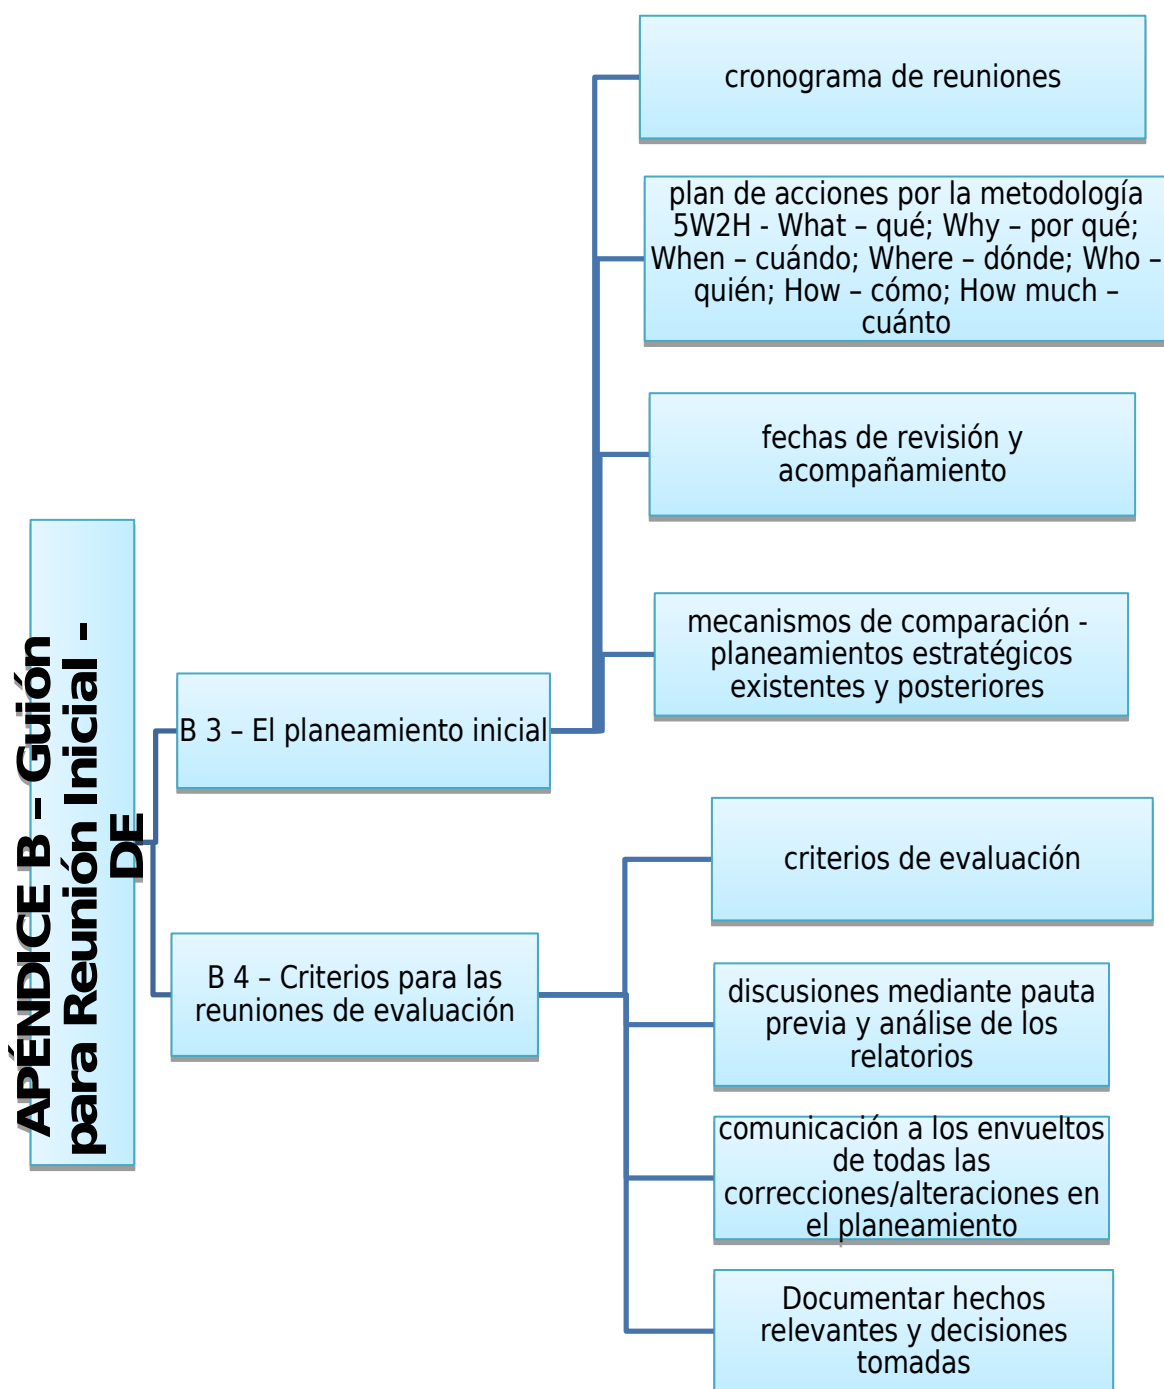 APÉNDICE B – Guión
para Reunión Inicial -
DE
B 3 – El planeamiento inicial
cronograma de reuniones
plan de acciones por la metodología
5W2H - What – qué; Why – por qué;
When – cuándo; Where – dónde; Who –
quién; How – cómo; How much –
cuánto
fechas de revisión y
acompañamiento
mecanismos de comparación -
planeamientos estratégicos
existentes y posteriores
B 4 – Criterios para las
reuniones de evaluación
criterios de evaluación
discusiones mediante pauta
previa y análise de los
relatorios
comunicación a los envueltos
de todas las
correcciones/alteraciones en
el planeamiento
Documentar hechos
relevantes y decisiones
tomadas